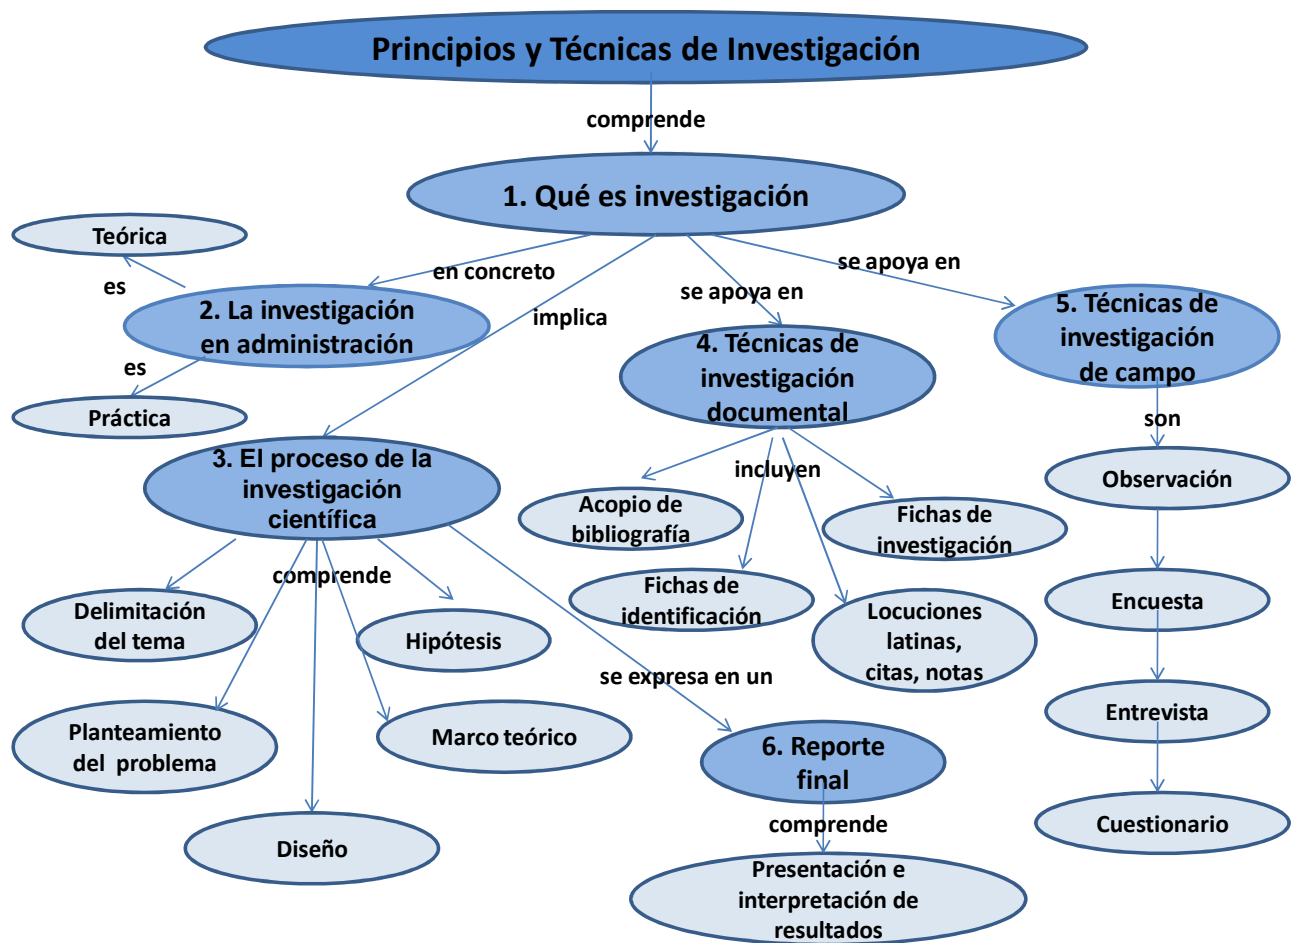 Principios y Técnicas de Investigación
comprende
1. Qué es investigación
Teórica
es
en concreto
se apoya en
se apoya en
2. La investigación
en administración
implica
es
Práctica
4. Técnicas de
investigación
documental
5. Técnicas de
investigación
de campo
son
3. El proceso de la
investigación
científica
incluyen
Acopio de
bibliografía
Fichas de
investigación
Observación
comprende
Fichas de
identificación
Locuciones
latinas,
citas, notas
Encuesta
Delimitación
del tema
Hipótesis
se expresa en un
Entrevista
Planteamiento
del problema
Marco teórico
6. Reporte
final
Cuestionario
Diseño
comprende
Presentación e
interpretación de
resultados